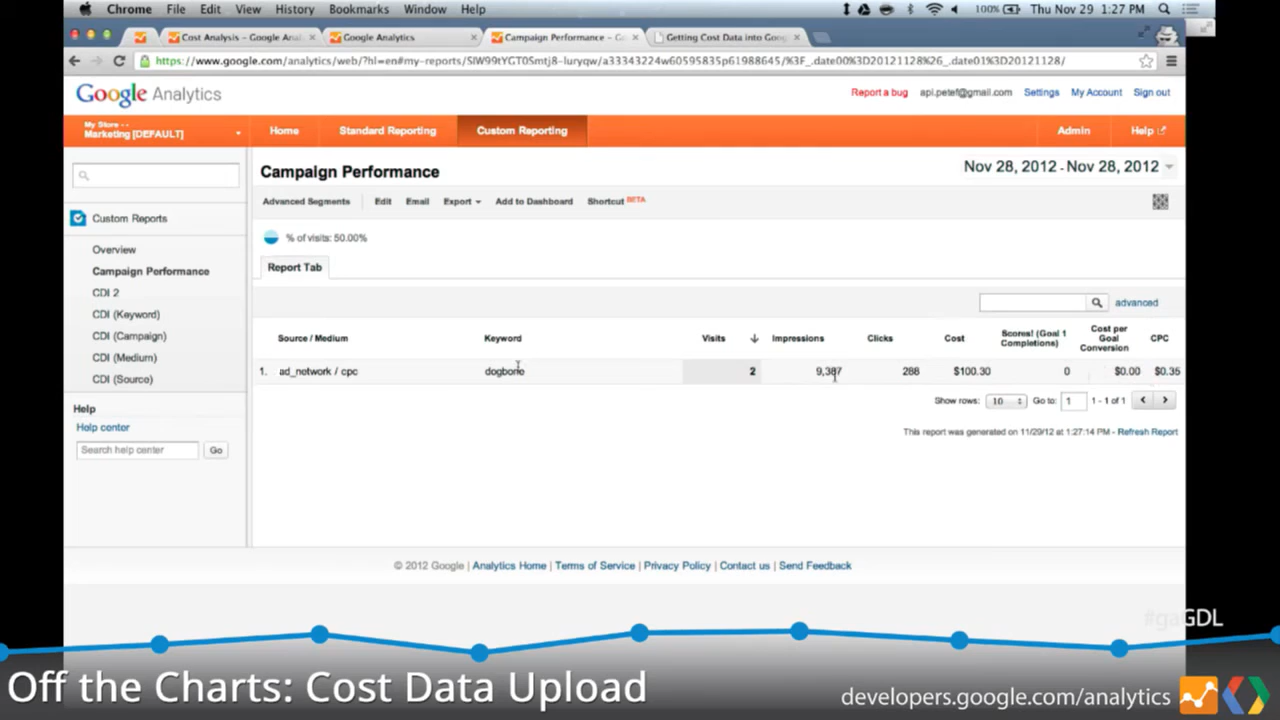 Chrome File Edit View History Bookmarks Window Help 100% Thu Nov 29 1:27 PM
Cost Analysis – Google Anal Google Analytics Campaign Performance – G Getting Cost Data into Goog
https://www.google.com/analytics/web/?hl=en#my-reports/SlW99tYGT0Smtj8-luryqw/a33343224w60595835p61988645/%3F_.date00%3D20121128%26_.date01%3D20121128/
Google Analytics
Report a bug api.petef@gmail.com Settings My Account Sign out
My Store - -
Marketing [DEFAULT]
Home Standard Reporting Custom Reporting Admin Help
Campaign Performance
Nov 28, 2012 - Nov 28, 2012
Advanced Segments Edit Email Export Add to Dashboard Shortcut BETA
Custom Reports
% of visits: 50.00%
Overview
Campaign Performance
CDI 2
CDI (Keyword)
CDI (Campaign)
CDI (Medium)
CDI (Source)
Report Tab
advanced
Source / Medium Keyword Visits Impressions Clicks Cost Scores! (Goal 1 Completions) Cost per Goal Conversion CPC
1. ad_network / cpc dogbone 2 9,387 288 $100.30 0 $0.00 $0.35
Show rows: 10 Go to: 1 1 - 1 of 1
This report was generated on 11/29/12 at 1:27:14 PM - Refresh Report
Help
Help center
Search help center Go
© 2012 Google | Analytics Home | Terms of Service | Privacy Policy | Contact us | Send Feedback
#gaGDL
Off the Charts: Cost Data Upload
developers.google.com/analytics